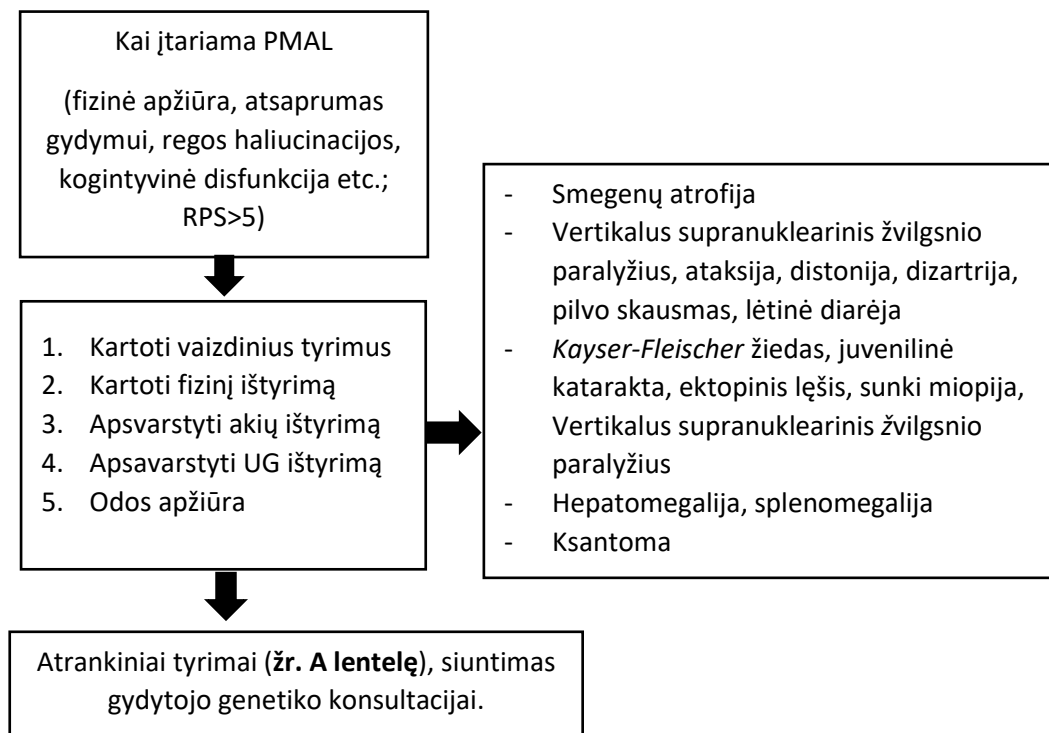 Kai įtariama PMAL
(fizinė apžiūra, atsaprumas
gydymui, regos haliucinacijos,
kogintyvinė disfunkcija etc.;
RPS>5)
1. Kartoti vaizdinius tyrimus
2. Kartoti fizinį ištyrimą
3. Apsvarstyti akių ištyrimą
4. Apsavarstyti UG ištyrimą
5. Odos apžiūra
- Smegenų atrofija
- Vertikalus supranuklearinis žvilgsnio
paralyžius, ataksija, distonija, dizartrija,
pilvo skausmas, lėtinė diarėja
- Kayser-Fleischer žiedas, juvenilinė
katarakta, ektopinis lęšis, sunki miopija,
Vertikalus supranuklearinis žvilgsnio
paralyžius
- Hepatomegalija, splenomegalija
- Ksantoma
Atrankiniai tyrimai (žr. A lentelę), siuntimas
gydytojo genetiko konsultacijai.